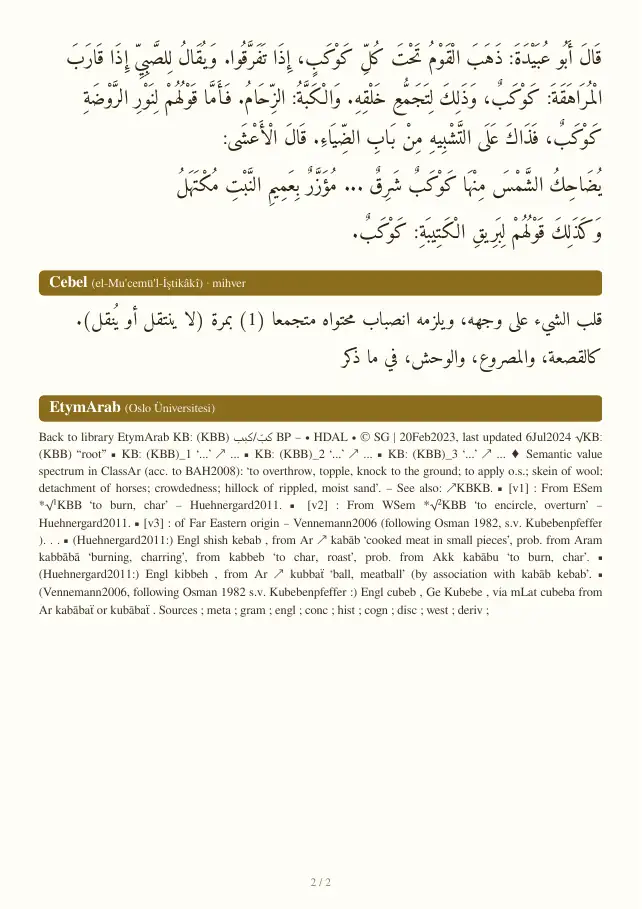 قَالَ أَبُو عُبَيْدَةَ: ذَهَبَ الْقَوْمُ تَحْتَ كُلِّ كَوْكَبٍ، إِذَا تَفَرَّقُوا. وَيُقَالُ لِلصَّبِيِّ إِذَا قَارَبَ
الْمُرَاهَقَةَ: كَوْكَبٌ، وَذَلِكَ لِتَجَمُّعِ خَلْقِهِ. وَالْكَبَّةُ: الزِّحَامُ. فَأَمَّا قَوْلُهُمْ لِنَوْرِ الرَّوْضَةِ
كَوْكَبٌ، فَذَاكَ عَلَى التَّشْبِيهِ مِنْ بَابِ الضِّيَاءِ. قَالَ الْأَعْشَى:
يُضَاحِكُ الشَّمْسَ مِنْهَا كَوْكَبٌ شَرِقٌ ... مُؤَزَّرٌ بِعَمِيمِ النَّبْتِ مُكْتَهَلُ
وَكَذَلِكَ قَوْلُهُمْ لِبَرِيقِ الْكَتِيبَةِ: كَوْكَبٌ.
Cebel (el-Mu'cemü'l-İştikâkî) · mihver
قلب الشيء على وجهه، ويلزمه انصباب محتواه متجمعا (1) بمرة (لا ينتقل أو يُنقل).
كالقصعة، والمصروع، والوحش، في ما ذكر
EtymArab (Oslo Üniversitesi)
Back to library EtymArab KB: (KBB) كبّ/كبب BP – • HDAL • © SG | 20Feb2023, last updated 6Jul2024 √KB:
(KBB) “root” ▪ KB: (KBB)_1 ‘...’ ↗ ... ▪ KB: (KBB)_2 ‘...’ ↗ ... ▪ KB: (KBB)_3 ‘...’ ↗ ... ♦ Semantic value
spectrum in ClassAr (acc. to BAH2008): ‘to overthrow, topple, knock to the ground; to apply o.s.; skein of wool;
detachment of horses; crowdedness; hillock of rippled, moist sand’. – See also: ↗KBKB. ▪ [v1] : From ESem
*√¹KBB ‘to burn, char’ – Huehnergard2011. ▪ [v2] : From WSem *√²KBB ‘to encircle, overturn’ –
Huehnergard2011. ▪ [v3] : of Far Eastern origin – Vennemann2006 (following Osman 1982, s.v. Kubebenpfeffer
). . . ▪ (Huehnergard2011:) Engl shish kebab , from Ar ↗ kabāb ‘cooked meat in small pieces’, prob. from Aram
kabbābā ‘burning, charring’, from kabbeb ‘to char, roast’, prob. from Akk kabābu ‘to burn, char’. ▪
(Huehnergard2011:) Engl kibbeh , from Ar ↗ kubbaẗ ‘ball, meatball’ (by association with kabāb kebab’. ▪
(Vennemann2006, following Osman 1982 s.v. Kubebenpfeffer :) Engl cubeb , Ge Kubebe , via mLat cubeba from
Ar kabābaẗ or kubābaẗ . Sources ; meta ; gram ; engl ; conc ; hist ; cogn ; disc ; west ; deriv ;
2 / 2